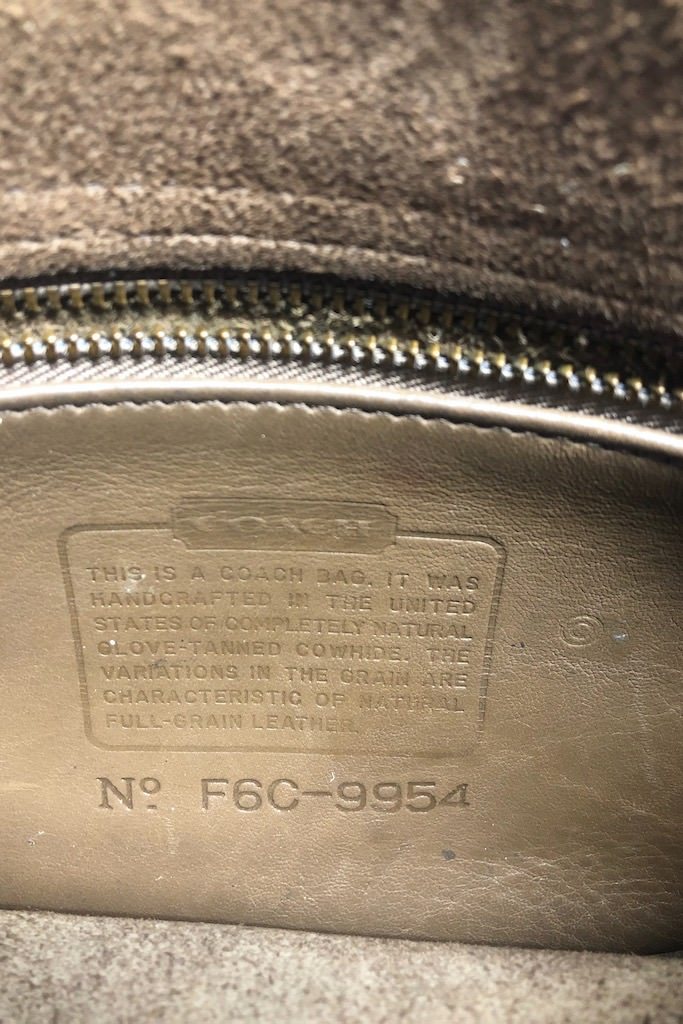 COACH
THIS IS A COACH BAG. IT WAS
HANDCRAFTED IN THE UNITED
STATES OF COMPLETELY NATURAL
GLOVE-TANNED COWHIDE. THE
VARIATIONS IN THE GRAIN ARE
CHARACTERISTIC OF NATURAL
FULL-GRAIN LEATHER.
Nº F6C-9954